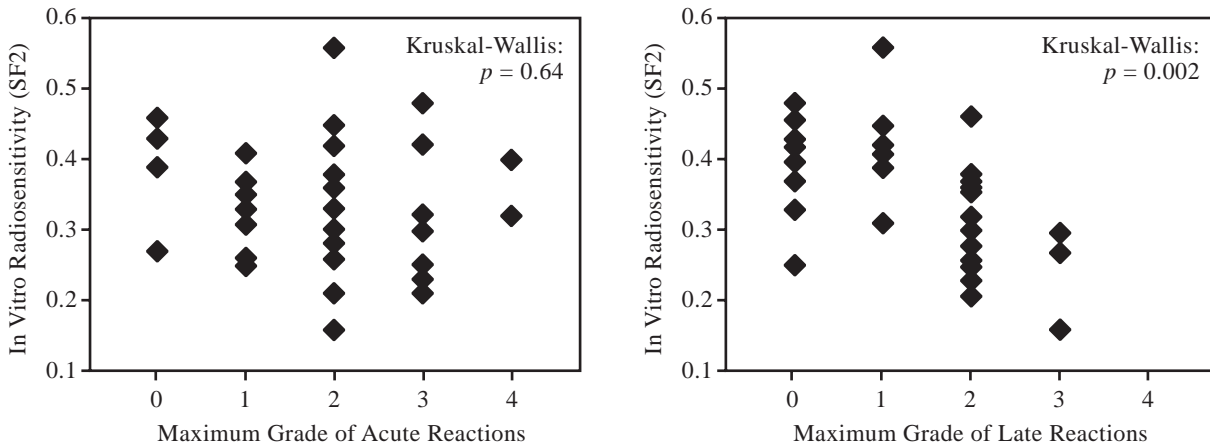 In Vitro Radiosensitivity (SF2)
0.6
0.5
0.4
0.3
0.2
0.1
Kruskal-Wallis:
p = 0.64
0 1 2 3 4
Maximum Grade of Acute Reactions
In Vitro Radiosensitivity (SF2)
0.6
0.5
0.4
0.3
0.2
0.1
Kruskal-Wallis:
p = 0.002
0 1 2 3 4
Maximum Grade of Late Reactions